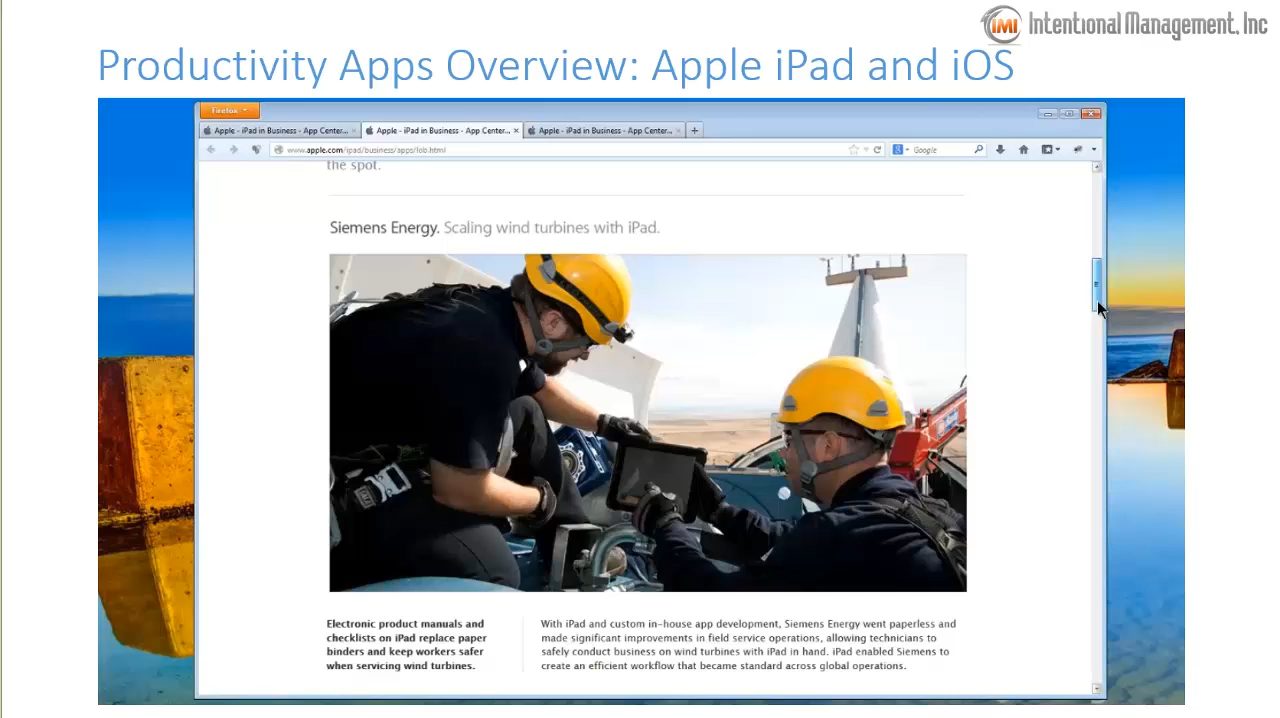 IMI Intentional Management, Inc
Productivity Apps Overview: Apple iPad and iOS
Firefox
Apple - iPad in Business - App Center...
Apple - iPad in Business - App Center...
Apple - iPad in Business - App Center...
www.apple.com/ipad/business/apps/lob.html
Google
the spot.
Siemens Energy. Scaling wind turbines with iPad.
Electronic product manuals and
checklists on iPad replace paper
binders and keep workers safer
when servicing wind turbines.
With iPad and custom in-house app development, Siemens Energy went paperless and
made significant improvements in field service operations, allowing technicians to
safely conduct business on wind turbines with iPad in hand. iPad enabled Siemens to
create an efficient workflow that became standard across global operations.